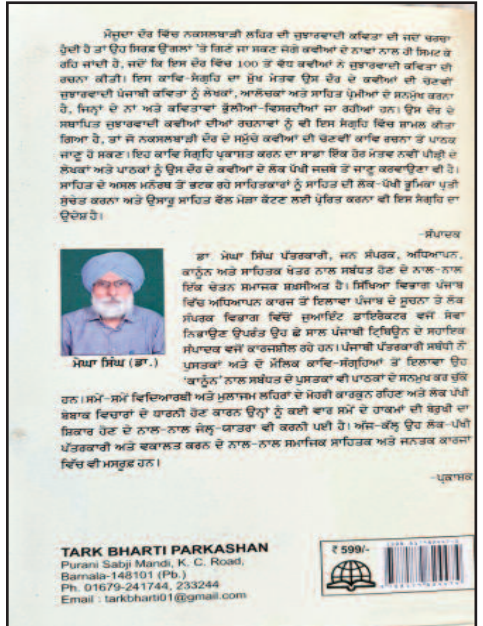 ਮੌਜੂਦਾ ਦੌਰ ਵਿੱਚ ਨਕਸਲਬਾੜੀ ਲਹਿਰ ਦੀ ਜੁਝਾਰਵਾਦੀ ਕਵਿਤਾ ਦੀ ਜਦ ਚਰਚਾ
ਹੁੰਦੀ ਹੈ ਤਾਂ ਉਹ ਸਿਰਫ਼ ਉਂਗਲਾਂ 'ਤੇ ਗਿਣੇ ਜਾ ਸਕਣ ਜੋਗੇ ਕਵੀਆਂ ਦੇ ਨਾਵਾਂ ਨਾਲ ਹੀ ਸਿਮਟ ਕੇ
ਰਹਿ ਜਾਂਦੀ ਹੈ, ਜਦੋਂ ਕਿ ਇਸ ਦੌਰ ਵਿੱਚ 100 ਤੋਂ ਵੱਧ ਕਵੀਆਂ ਨੇ ਜੁਝਾਰਵਾਦੀ ਕਵਿਤਾ ਦੀ
ਰਚਨਾ ਕੀਤੀ। ਇਸ ਕਾਵਿ-ਸੰਗ੍ਰਹਿ ਦਾ ਮੁੱਖ ਮੰਤਵ ਉਸ ਦੌਰ ਦੇ ਕਵੀਆਂ ਦੀ ਚੋਣਵੀਂ
ਜੁਝਾਰਵਾਦੀ ਪੰਜਾਬੀ ਕਵਿਤਾ ਨੂੰ ਲੇਖਕਾਂ, ਆਲੋਚਕਾਂ ਅਤੇ ਸਾਹਿਤ ਪ੍ਰੇਮੀਆਂ ਦੇ ਸਨਮੁੱਖ ਕਰਨਾ
ਹੈ, ਜਿਨ੍ਹਾਂ ਦੇ ਨਾਂ ਅਤੇ ਕਵਿਤਾਵਾਂ ਭੁੱਲੀਆਂ-ਵਿਸਰਦੀਆਂ ਜਾ ਰਹੀਆਂ ਹਨ। ਉਸ ਦੌਰ ਦੇ
ਸਥਾਪਿਤ ਜੁਝਾਰਵਾਦੀ ਕਵੀਆਂ ਦੀਆਂ ਰਚਨਾਵਾਂ ਨੂੰ ਵੀ ਇਸ ਸੰਗ੍ਰਹਿ ਵਿੱਚ ਸ਼ਾਮਲ ਕੀਤਾ
ਗਿਆ ਹੈ, ਤਾਂ ਜੋ ਨਕਸਲਬਾੜੀ ਦੌਰ ਦੇ ਸਮੁੱਚੇ ਕਵੀਆਂ ਦੀ ਚੋਣਵੀਂ ਕਾਵਿ ਰਚਨਾ ਤੋਂ ਪਾਠਕ
ਜਾਣੂ ਹੋ ਸਕਣ। ਇਹ ਕਾਵਿ ਸੰਗ੍ਰਹਿ ਪ੍ਰਕਾਸ਼ਤ ਕਰਨ ਦਾ ਸਾਡਾ ਇੱਕ ਹੋਰ ਮੰਤਵ ਨਵੀਂ ਪੀੜ੍ਹੀ ਦੇ
ਲੇਖਕਾਂ ਅਤੇ ਪਾਠਕਾਂ ਨੂੰ ਉਸ ਦੌਰ ਦੇ ਕਵੀਆਂ ਦੇ ਲੋਕ ਪੱਖੀ ਜਜ਼ਬੇ ਤੋਂ ਜਾਣੂ ਕਰਵਾਉਣਾ ਵੀ ਹੈ।
ਸਾਹਿਤ ਦੇ ਅਸਲ ਮਨੋਰਥ ਤੋਂ ਭਟਕ ਰਹੇ ਸਾਹਿਤਕਾਰਾਂ ਨੂੰ ਸਾਹਿਤ ਦੀ ਲੋਕ-ਪੱਖੀ ਭੂਮਿਕਾ ਪ੍ਰਤੀ
ਸੁਚੇਤ ਕਰਨਾ ਅਤੇ ਉਸਾਰੂ ਸਾਹਿਤ ਵੱਲ ਮੋੜਾ ਕੱਟਣ ਲਈ ਪ੍ਰੇਰਿਤ ਕਰਨਾ ਵੀ ਇਸ ਸੰਗ੍ਰਹਿ ਦਾ
ਉਦੇਸ਼ ਹੈ।
-ਸੰਪਾਦਕ
ਡਾ. ਮੇਘਾ ਸਿੰਘ ਪੱਤਰਕਾਰੀ, ਜਨ ਸੰਪਰਕ, ਅਧਿਆਪਨ,
ਕਾਨੂੰਨ ਅਤੇ ਸਾਹਿਤਕ ਖੇਤਰ ਨਾਲ ਸਬੰਧਤ ਹੋਣ ਦੇ ਨਾਲ-ਨਾਲ
ਇੱਕ ਚੇਤਨ ਸਮਾਜਕ ਸ਼ਖ਼ਸੀਅਤ ਹੈ। ਸਿੱਖਿਆ ਵਿਭਾਗ ਪੰਜਾਬ
ਵਿੱਚ ਅਧਿਆਪਨ ਕਾਰਜ ਤੋਂ ਇਲਾਵਾ ਪੰਜਾਬ ਦੇ ਸੂਚਨਾ ਤੇ ਲੋਕ
ਸੰਪਰਕ ਵਿਭਾਗ ਵਿੱਚੋਂ ਜੁਆਇੰਟ ਡਾਇਰੈਕਟਰ ਵਜੋਂ ਸੇਵਾ
ਨਿਭਾਉਣ ਉਪਰੰਤ ਉਹ ਛੇ ਸਾਲ ਪੰਜਾਬੀ ਟ੍ਰਿਬਿਊਨ ਦੇ ਸਹਾਇਕ
ਸੰਪਾਦਕ ਵਜੋਂ ਕਾਰਜਸ਼ੀਲ ਰਹੇ ਹਨ। ਪੰਜਾਬੀ ਪੱਤਰਕਾਰੀ ਸਬੰਧੀ ਨੌਂ
ਪੁਸਤਕਾਂ ਅਤੇ ਦੋ ਮੌਲਿਕ ਕਾਵਿ-ਸੰਗ੍ਰਹਿਆਂ ਤੋਂ ਇਲਾਵਾ ਉਹ
'ਕਾਨੂੰਨ' ਨਾਲ ਸਬੰਧਤ ਦੋ ਪੁਸਤਕਾਂ ਵੀ ਪਾਠਕਾਂ ਦੇ ਸਨਮੁਖ ਕਰ ਚੁੱਕੇ
ਮੇਘਾ ਸਿੰਘ (ਡਾ.)
ਹਨ। ਸਮੇਂ-ਸਮੇਂ ਵਿਦਿਆਰਥੀ ਅਤੇ ਮੁਲਾਜ਼ਮ ਲਹਿਰਾਂ ਦੇ ਮੋਹਰੀ ਕਾਰਕੁਨ ਰਹਿਣ ਅਤੇ ਲੋਕ ਪੱਖੀ
ਬੇਬਾਕ ਵਿਚਾਰਾਂ ਦੇ ਧਾਰਨੀ ਹੋਣ ਕਾਰਨ ਉਨ੍ਹਾਂ ਨੂੰ ਕਈ ਵਾਰ ਸਮੇਂ ਦੇ ਹਾਕਮਾਂ ਦੀ ਬੇਰੁਖੀ ਦਾ
ਸ਼ਿਕਾਰ ਹੋਣ ਦੇ ਨਾਲ-ਨਾਲ ਜੇਲ੍ਹ-ਯਾਤਰਾ ਵੀ ਕਰਨੀ ਪਈ ਹੈ। ਅੱਜ-ਕੱਲ੍ਹ ਉਹ ਲੋਕ-ਪੱਖੀ
ਪੱਤਰਕਾਰੀ ਅਤੇ ਵਕਾਲਤ ਕਰਨ ਦੇ ਨਾਲ-ਨਾਲ ਸਮਾਜਿਕ ਸਾਹਿਤਕ ਅਤੇ ਜਨਤਕ ਕਾਰਜਾਂ
ਵਿੱਚ ਵੀ ਮਸਰੂਫ਼ ਹਨ।
-ਪ੍ਰਕਾਸ਼ਕ
TARK BHARTI PARKASHAN
Purani Sabji Mandi, K. C. Road,
Barnala-148101 (Pb.)
Ph. 01679-241744, 233244
Email : tarkbharti01@gmail.com
₹ 599/-